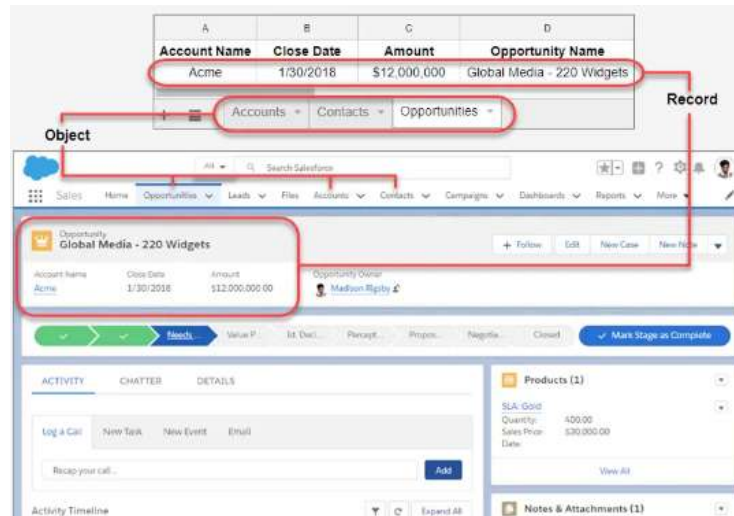 A B C D
Account Name Close Date Amount Opportunity Name
Acme 1/30/2018 $12,000,000 Global Media - 220 Widgets
Record
Accounts Contacts Opportunities
Object
All Search Salesforce
Sales Home Opportunities Leads Files Accounts Contacts Campaigns Dashboards Reports More
Opportunity
Global Media - 220 Widgets
+ Follow Edit New Case New Note
Account Name Close Date Amount Opportunity Owner
Acme 1/30/2018 $12,000,000.00 Madison Rigsby
Needs... Value P... Id. Deci... Percept... Propos... Negotia... Closed Mark Stage as Complete
ACTIVITY CHATTER DETAILS
Products (1)
SLA: Gold
Log a Call New Task New Event Email
Quantity: 400.00
Sales Price: $30,000.00
Date:
Recap your call... Add
View All
Activity Timeline Expand All
Notes & Attachments (1)